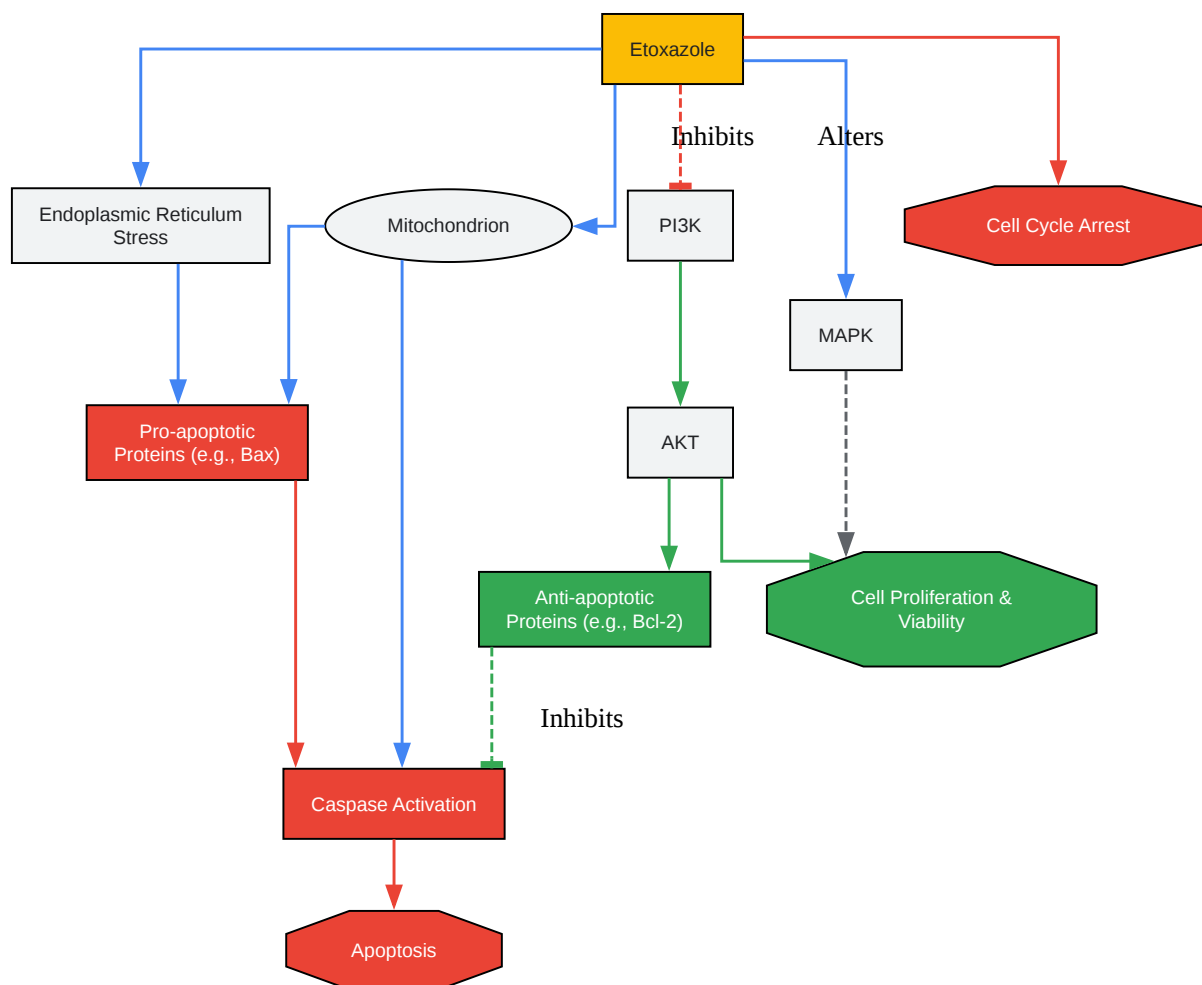 Etoxazole
Inhibits
Alters
Endoplasmic Reticulum
Stress
Mitochondrion
PI3K
Cell Cycle Arrest
MAPK
Pro-apoptotic
Proteins (e.g., Bax)
AKT
Anti-apoptotic
Proteins (e.g., Bcl-2)
Cell Proliferation &
Viability
Inhibits
Caspase Activation
Apoptosis